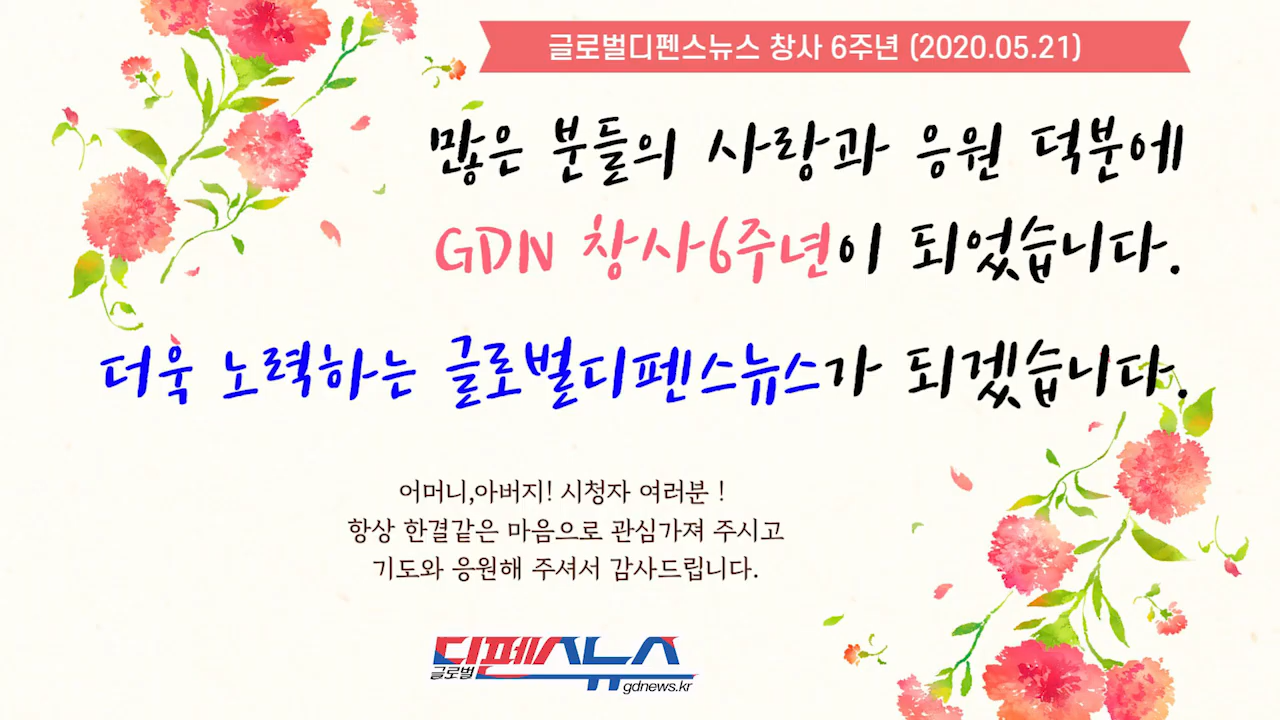 글로벌디펜스뉴스 창사 6주년 (2020.05.21)
많은 분들의 사랑과 응원 덕분에
GDN 창사6주년이 되었습니다.
더욱 노력하는 글로벌디펜스뉴스가 되겠습니다.
어머니,아버지! 시청자 여러분 !
항상 한결같은 마음으로 관심가져 주시고
기도와 응원해 주셔서 감사드립니다.
글로벌 디펜스뉴스
gdnews.kr